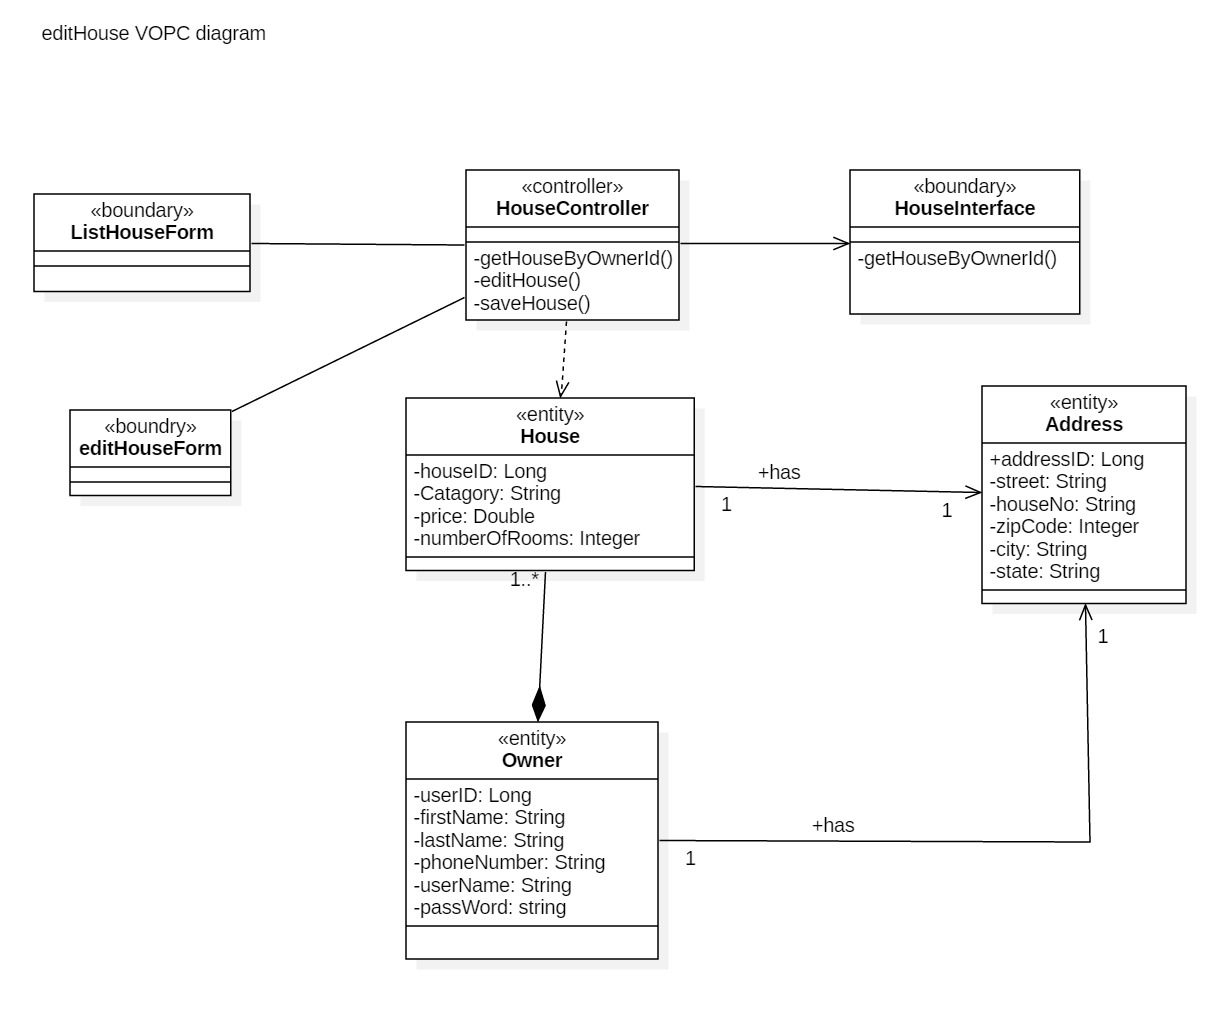 editHouse VOPC diagram
«boundary»
ListHouseForm
«controller»
HouseController
-getHouseByOwnerId()
-editHouse()
-saveHouse()
«boundary»
HouseInterface
-getHouseByOwnerId()
«boundry»
editHouseForm
«entity»
House
-houseID: Long
-Catagory: String
-price: Double
-numberOfRooms: Integer
+has
1
1
«entity»
Address
+addressID: Long
-street: String
-houseNo: String
-zipCode: Integer
-city: String
-state: String
1..*
1
«entity»
Owner
-userID: Long
-firstName: String
-lastName: String
-phoneNumber: String
-userName: String
-passWord: string
+has
1